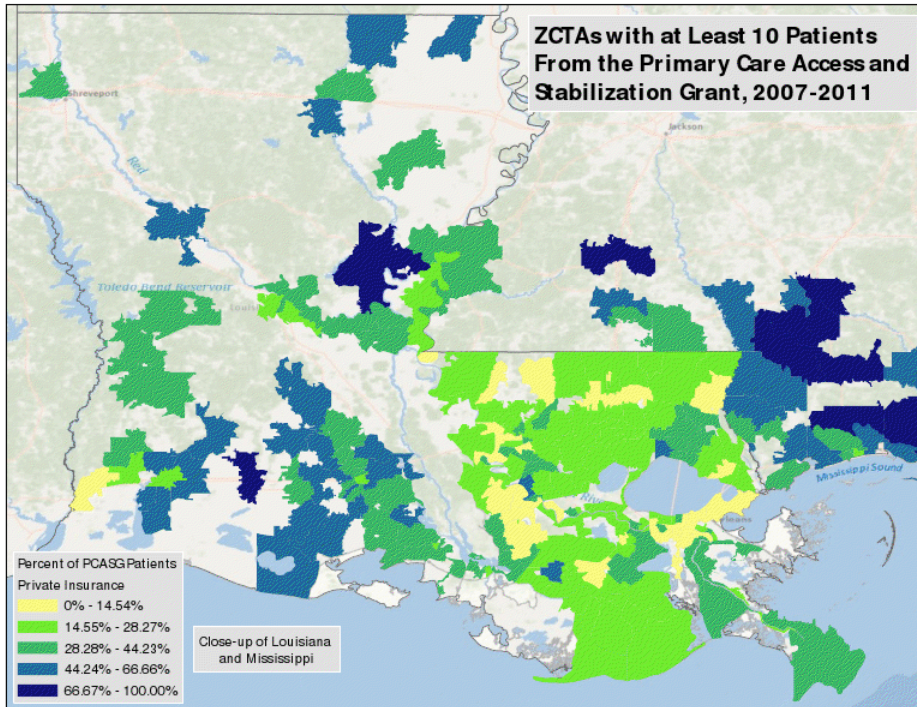 ZCTAs with at Least 10 Patients
From the Primary Care Access and
Stabilization Grant, 2007-2011
Shreveport
Jackson
Red
Toledo Bend Reservoir
Mississippi Sound
Percent of PCASG Patients
Private Insurance
0% - 14.54%
14.55% - 28.27%
28.28% - 44.23%
44.24% - 66.66%
66.67% - 100.00%
Close-up of Louisiana
and Mississippi